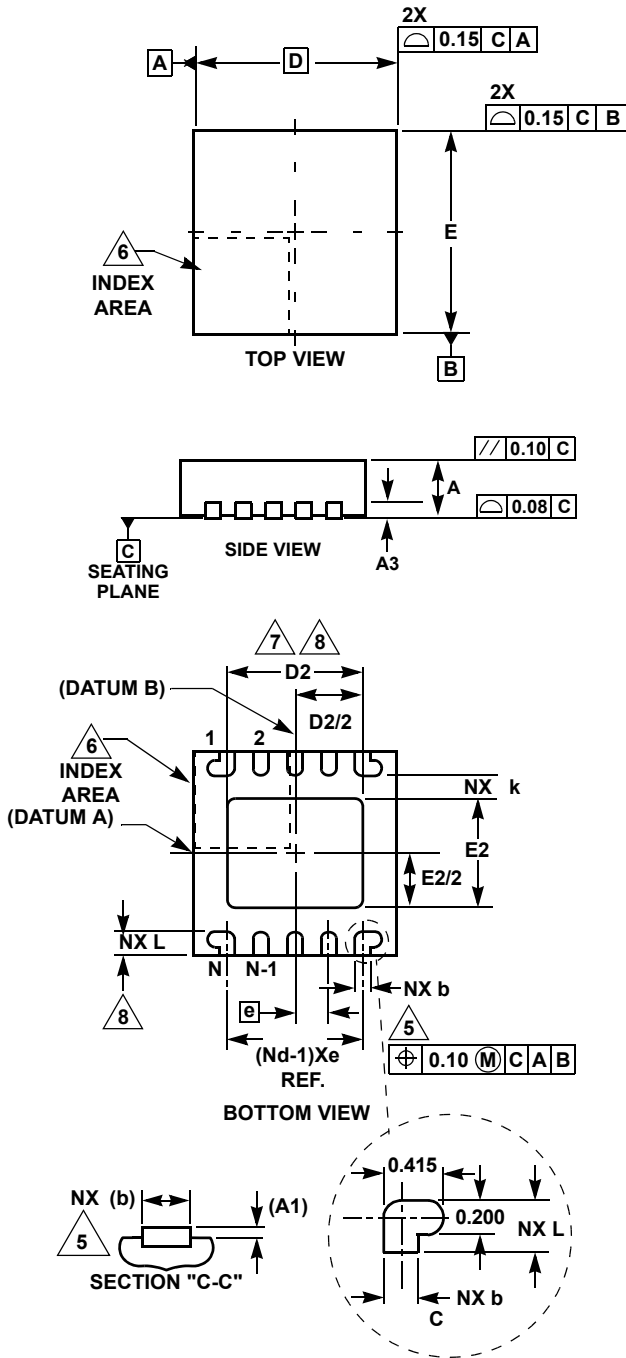 2X
0.15 C A
A
D
2X
0.15 C B
6
INDEX
AREA
E
TOP VIEW
B
// 0.10 C
A
0.08 C
C
SEATING
PLANE
SIDE VIEW
A3
7 8
D2
(DATUM B)
D2/2
1 2
6
INDEX
AREA
(DATUM A)
NX k
E2
E2/2
NX L
N N-1
NX b
8
e
5
(Nd-1)Xe
REF.
⌖ 0.10 Ⓜ C A B
BOTTOM VIEW
NX (b)
(A1)
5
SECTION "C-C"
0.415
0.200
NX L
NX b
C